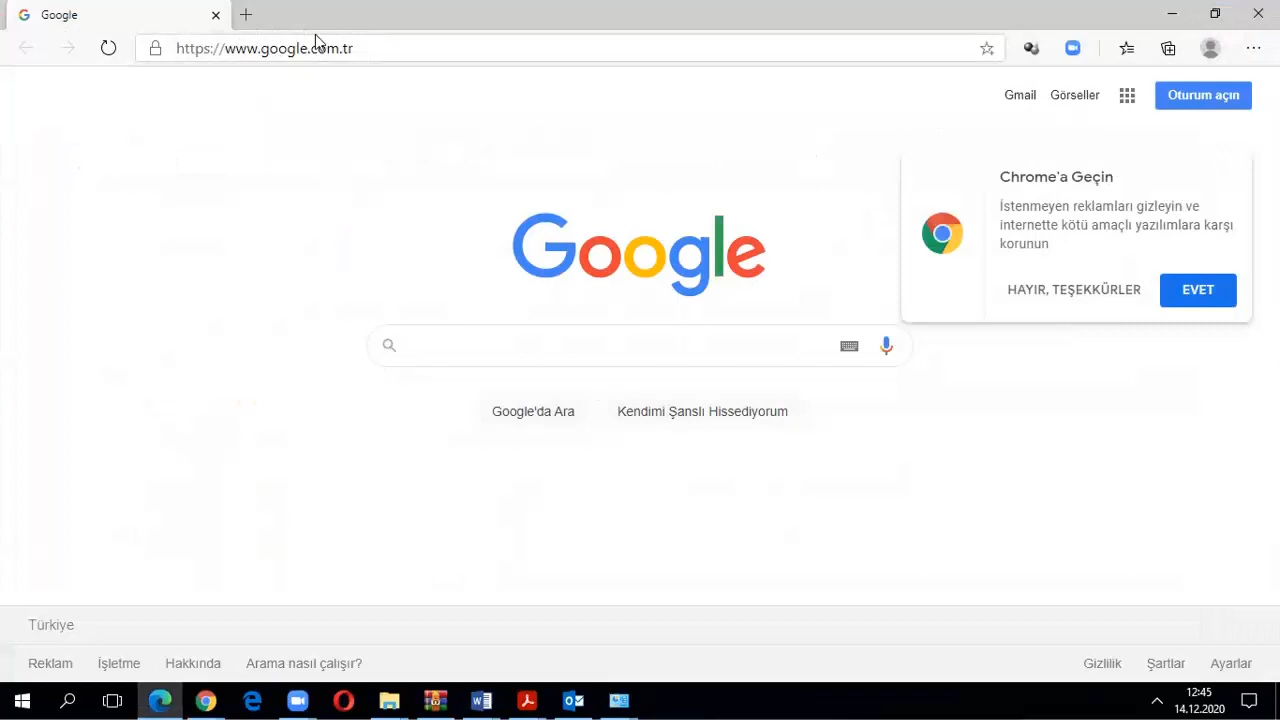 Google
https://www.google.com.tr
Gmail Görseller Oturum açın
Chrome'a Geçin
İstenmeyen reklamları gizleyin ve
internette kötü amaçlı yazılımlara karşı
korunun
HAYIR, TEŞEKKÜRLER EVET
Google
Google'da Ara Kendimi Şanslı Hissediyorum
Türkiye
Reklam İşletme Hakkında Arama nasıl çalışır? Gizlilik Şartlar Ayarlar
12:45
14.12.2020